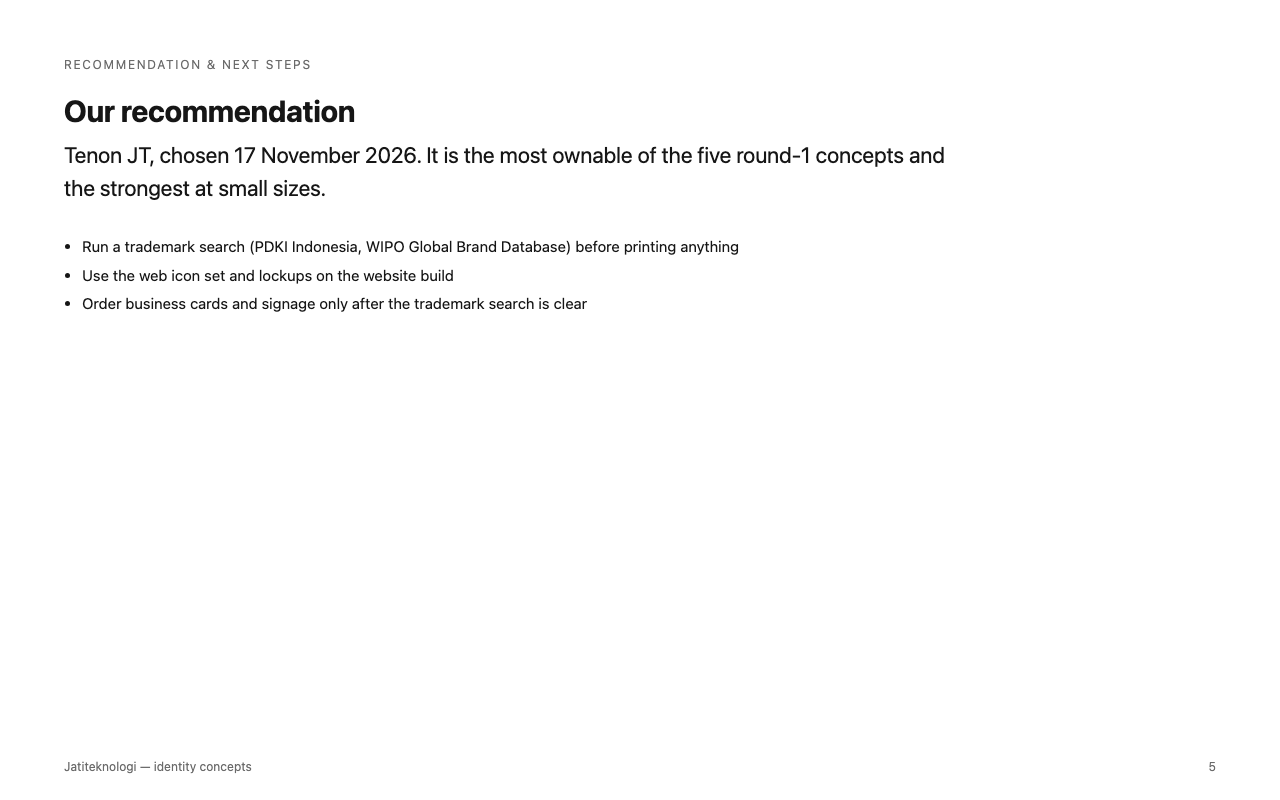 RECOMMENDATION & NEXT STEPS
Our recommendation
Tenon JT, chosen 17 November 2026. It is the most ownable of the five round-1 concepts and
the strongest at small sizes.
• Run a trademark search (PDKI Indonesia, WIPO Global Brand Database) before printing anything
• Use the web icon set and lockups on the website build
• Order business cards and signage only after the trademark search is clear
Jatiteknologi — identity concepts
5